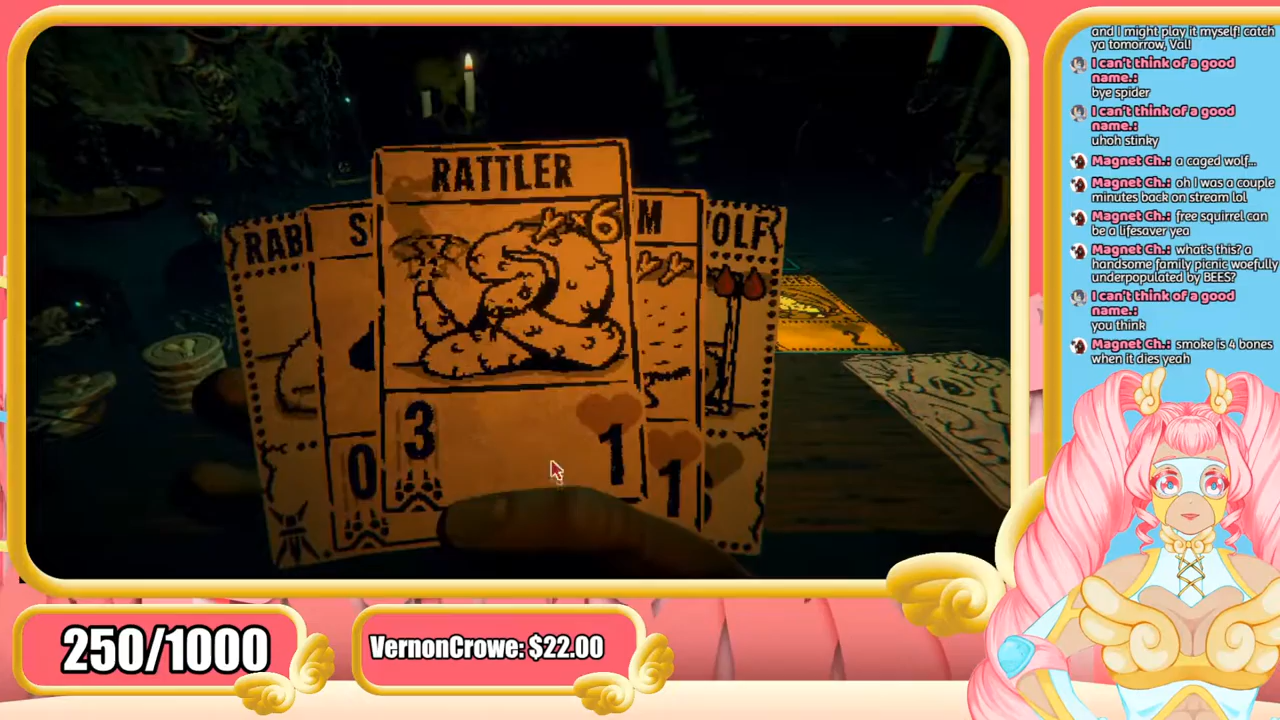 RATTLER
x6
3
1
RAB
S
0
M
1
OLF
and I might play it myself! catch
ya tomorrow, Val!
I can't think of a good
name.:
bye spider
I can't think of a good
name.:
uhoh stinky
Magnet Ch.: a caged wolf...
Magnet Ch.: oh I was a couple
minutes back on stream lol
Magnet Ch.: free squirrel can
be a lifesaver yea
Magnet Ch.: what's this? a
handsome family picnic woefully
underpopulated by BEES?
I can't think of a good
name.:
you think
Magnet Ch.: smoke is 4 bones
when it dies yeah
250/1000
VernonCrowe: $22.00